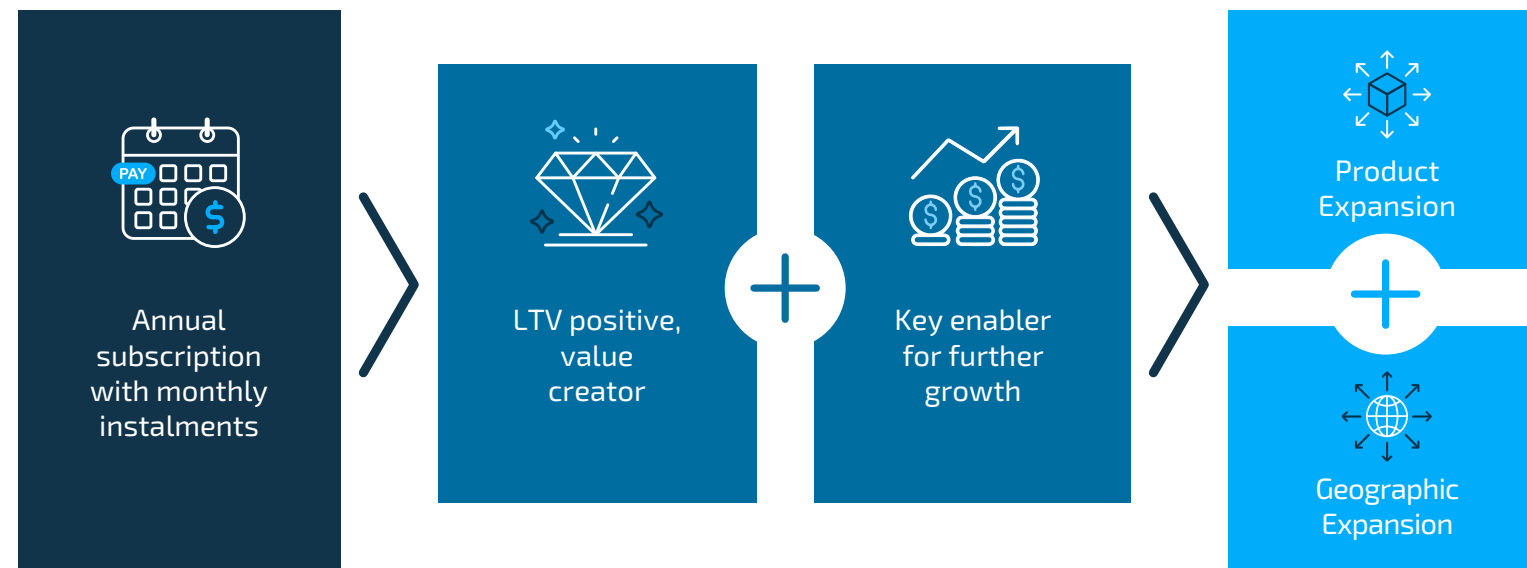 PAY
$
Annual
subscription
with monthly
instalments
LTV positive,
value
creator
$
$
$
Key enabler
for further
growth
Product
Expansion
Geographic
Expansion